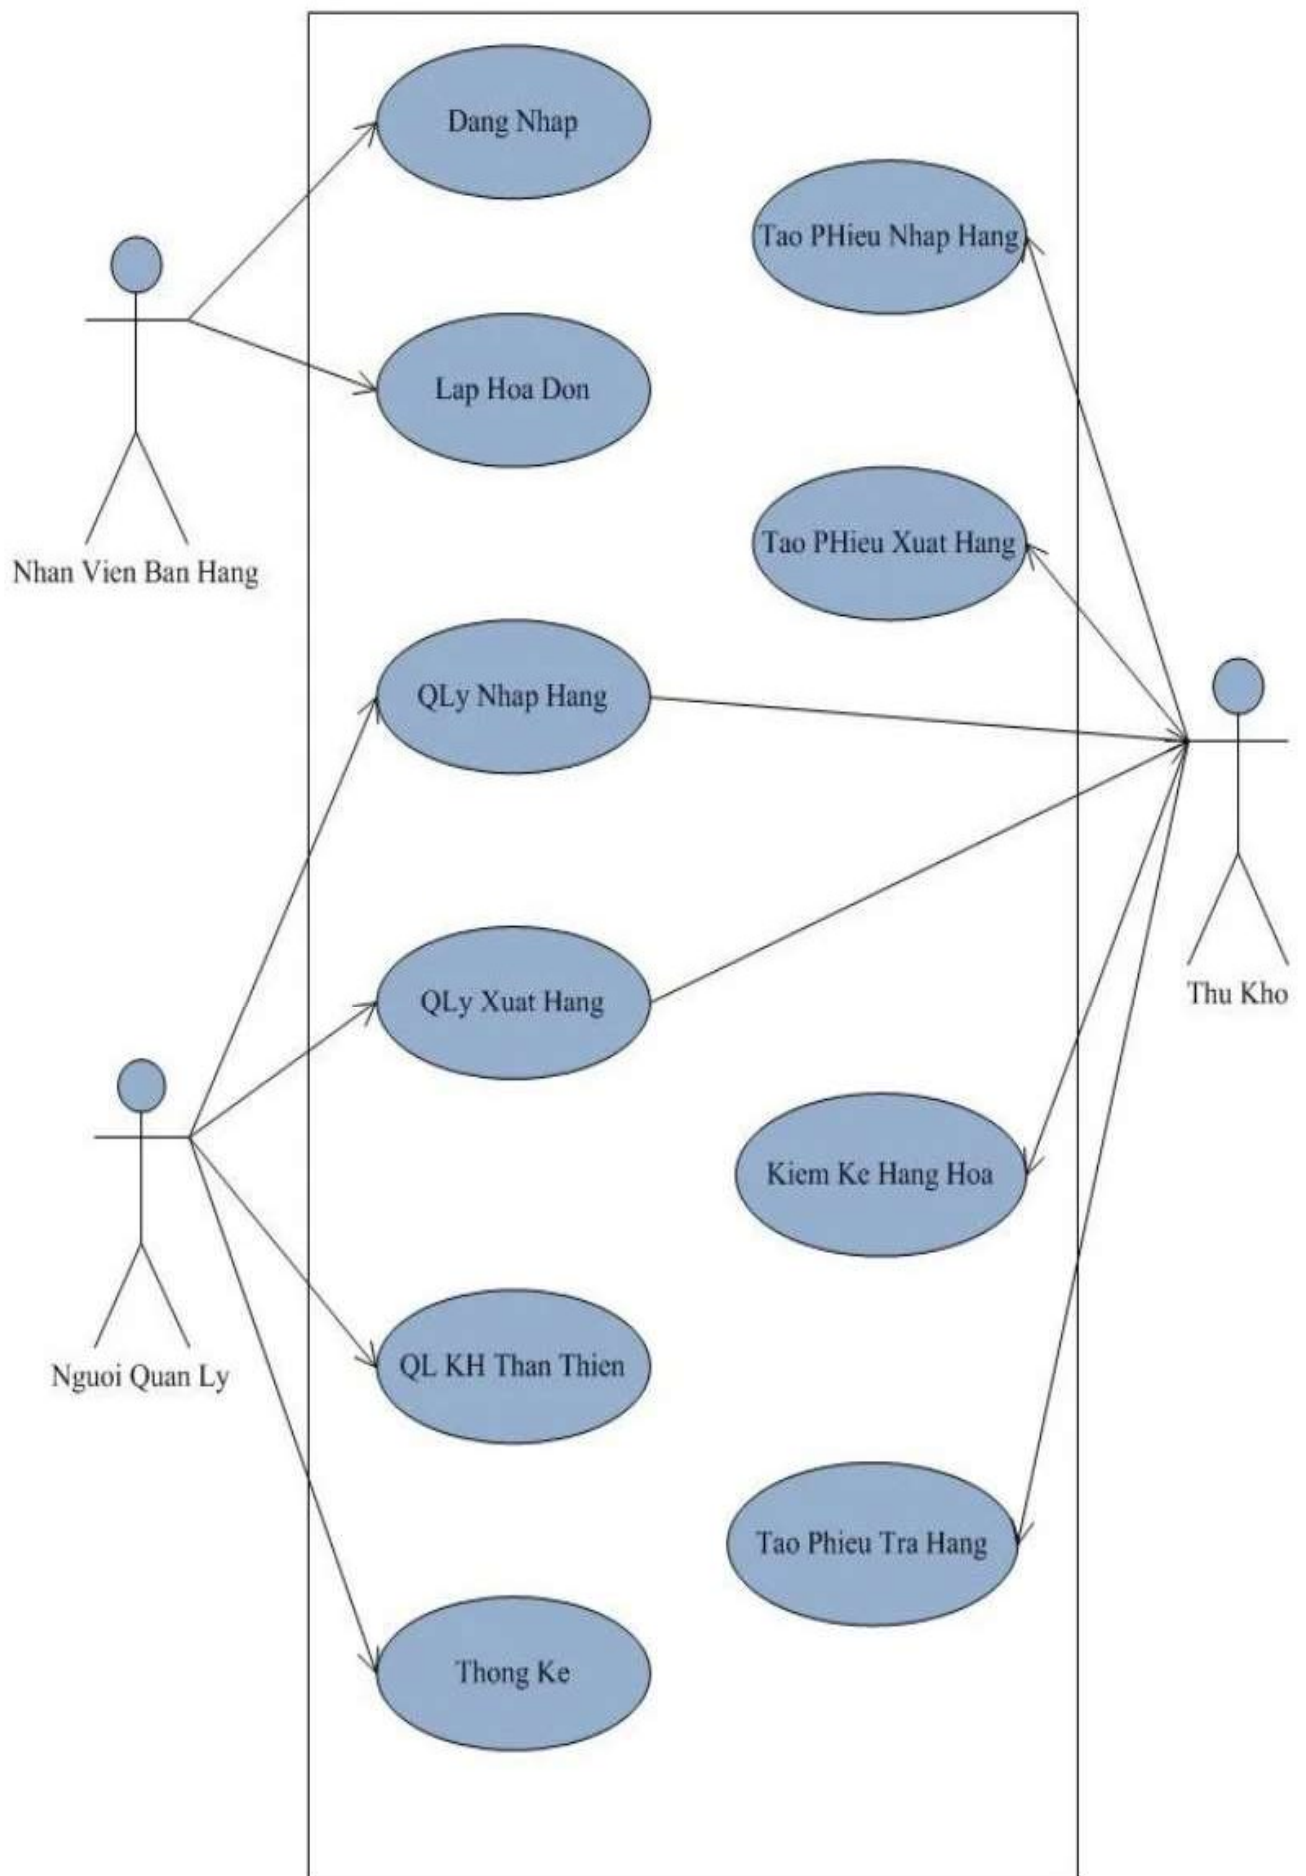 Dang Nhap
Tao PHieu Nhap Hang
Lap Hoa Don
Tao PHieu Xuat Hang
Nhan Vien Ban Hang
QLy Nhap Hang
QLy Xuat Hang
Thu Kho
Kiem Ke Hang Hoa
QL KH Than Thien
Nguoi Quan Ly
Tao Phieu Tra Hang
Thong Ke